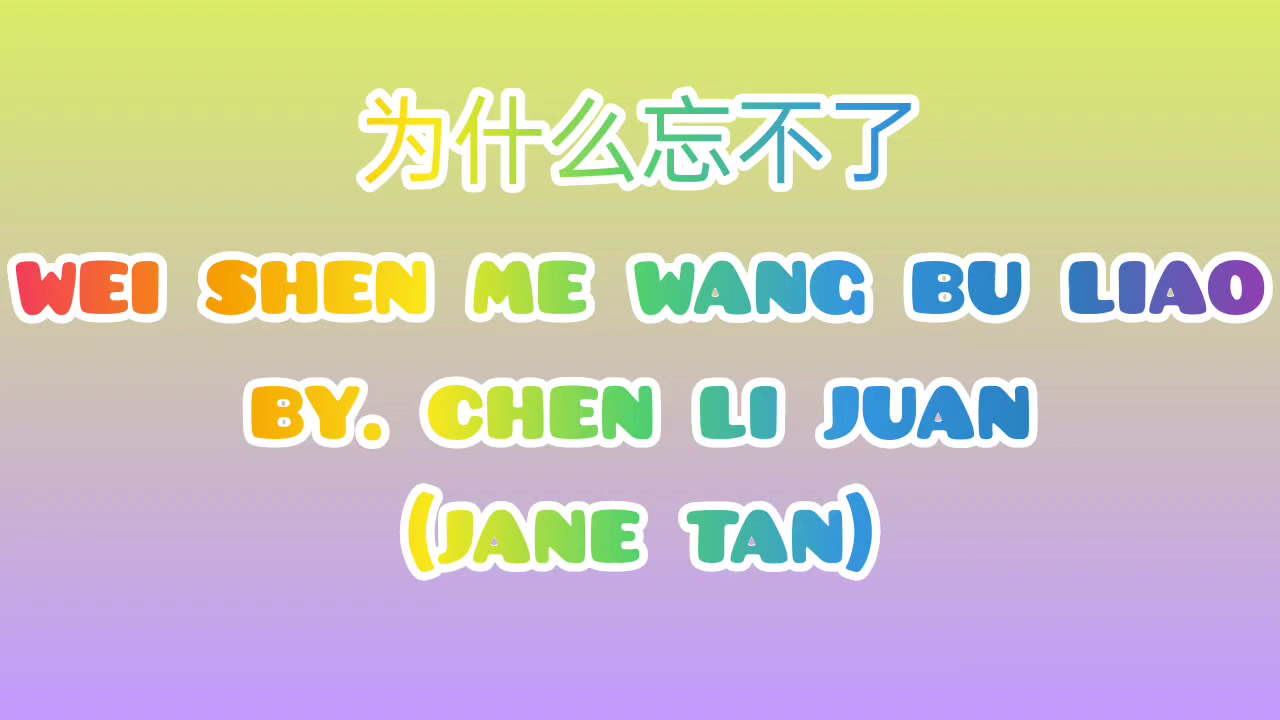 为什么忘不了
WEI SHEN ME WANG BU LIAO
BY. CHEN LI JUAN
(JANE TAN)